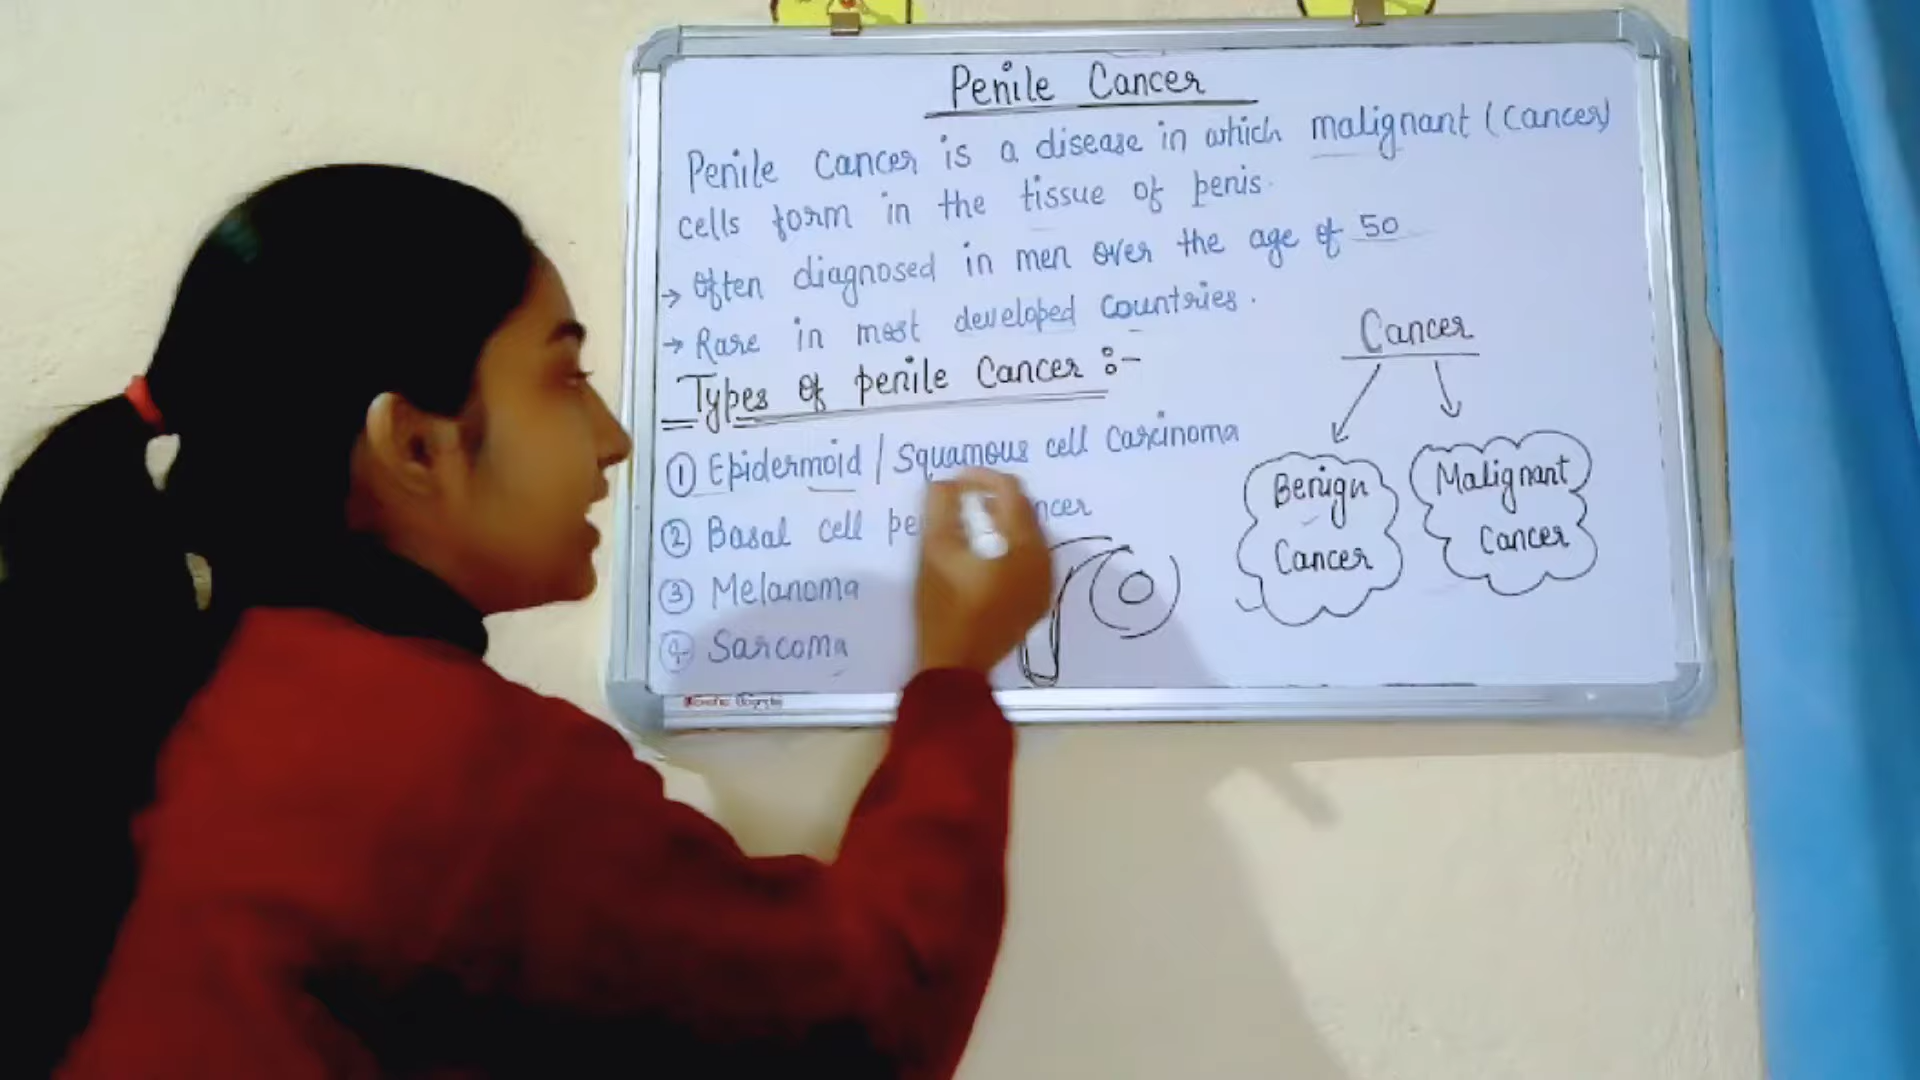 Penile Cancer
Penile Cancer is a disease in which malignant (Cancer)
cells form in the tissue of penis.
→ Often diagnosed in men over the age of 50
→ Rare in most developed Countries.
Types of penile Cancer :-
① Epidermoid / Squamous cell Carcinoma
② Basal cell
③ Melanoma
④ Sarcoma
Cancer
Benign
Cancer
Malignant
Cancer